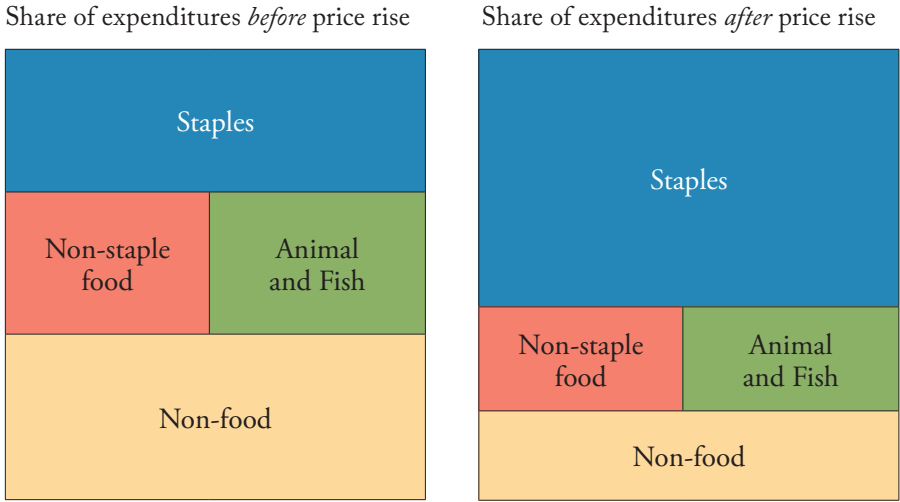 Share of expenditures before price rise
Staples
Non-staple
food
Animal
and Fish
Non-food
Share of expenditures after price rise
Staples
Non-staple
food
Animal
and Fish
Non-food